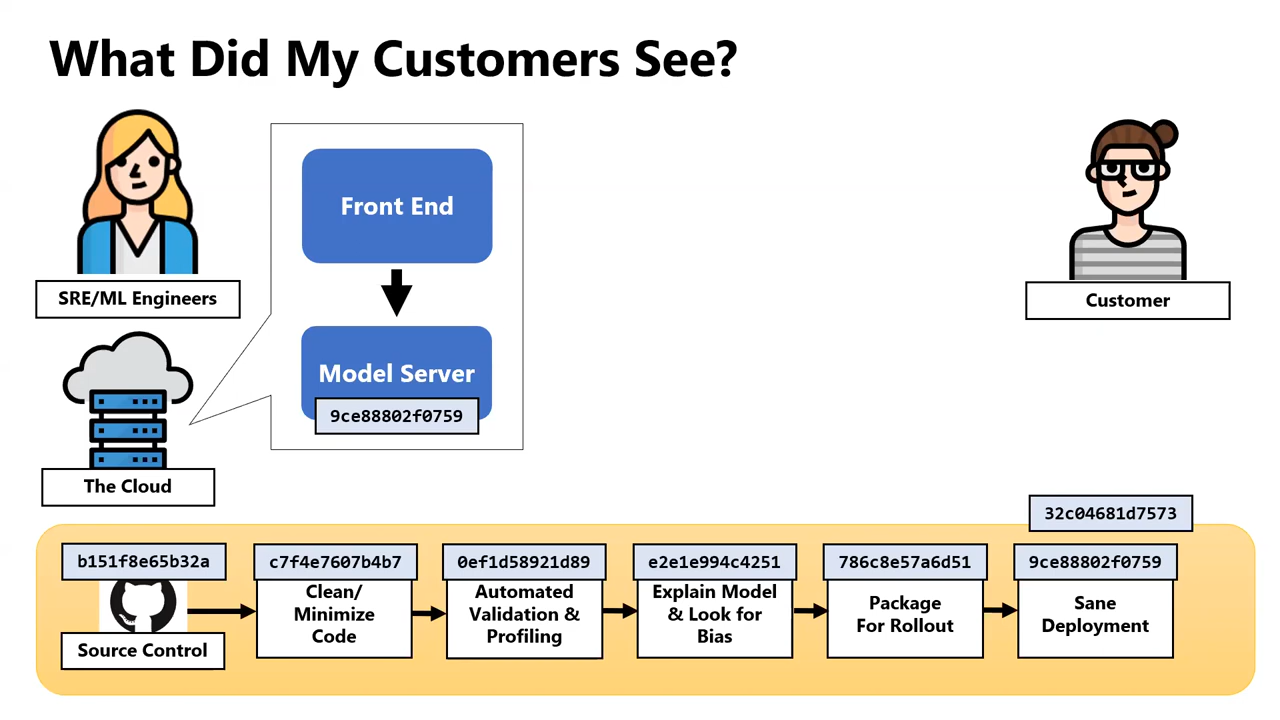 What Did My Customers See?
Front End
SRE/ML Engineers
Customer
Model Server
9ce88802f0759
The Cloud
32c04681d7573
b151f8e65b32a
c7f4e7607b4b7
0ef1d58921d89
e2e1e994c4251
786c8e57a6d51
9ce88802f0759
Source Control
Clean/
Minimize
Code
Automated
Validation &
Profiling
Explain Model
& Look for
Bias
Package
For Rollout
Sane
Deployment